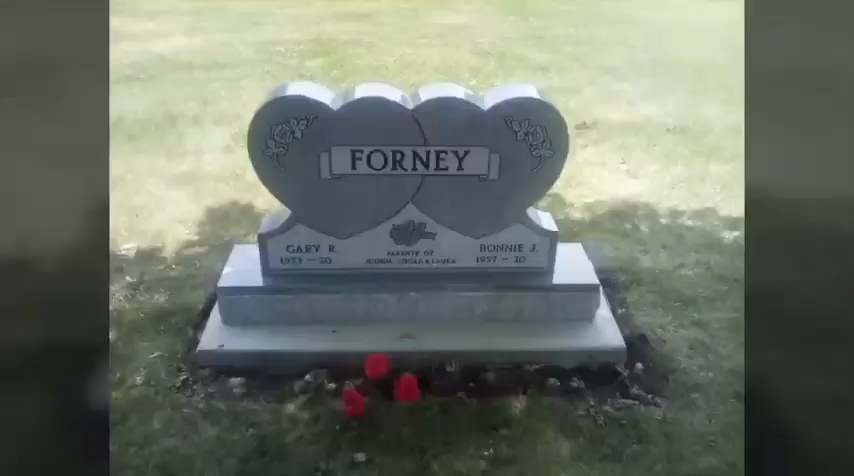 FORNEY
GARY R.
1953 – 20
PARENTS OF
BONNIE J.
1957 – 20